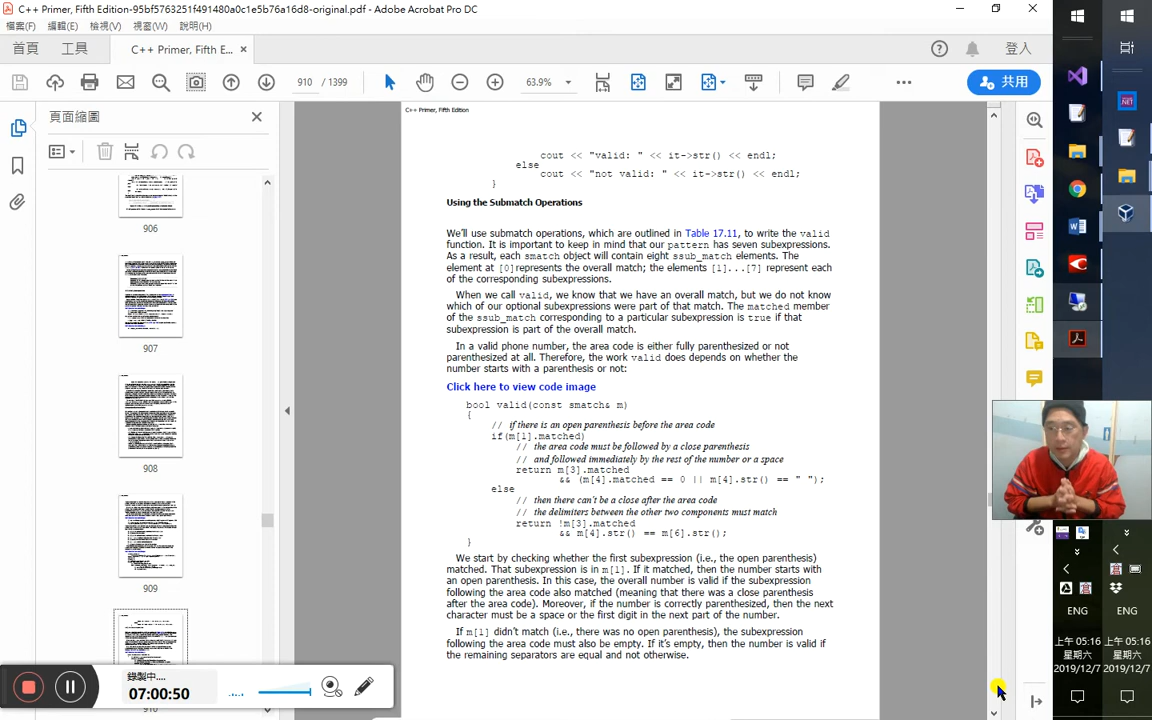 C++ Primer, Fifth Edition-95bf5763251f491480a0c1e5b76a16d8-original.pdf - Adobe Acrobat Pro DC
檔案(F) 編輯(E) 檢視(V) 視窗(W) 說明(H)
首頁 工具 C++ Primer, Fifth E... × 登入
910 / 1399 63.9% 共用
頁面縮圖
906
907
908
909
910
C++ Primer, Fifth Edition
cout << "valid: " << it->str() << endl;
else
cout << "not valid: " << it->str() << endl;
}
Using the Submatch Operations
We'll use submatch operations, which are outlined in Table 17.11, to write the valid
function. It is important to keep in mind that our pattern has seven subexpressions.
As a result, each smatch object will contain eight ssub_match elements. The
element at [0]represents the overall match; the elements [1]...[7] represent each
of the corresponding subexpressions.
When we call valid, we know that we have an overall match, but we do not know
which of our optional subexpressions were part of that match. The matched member
of the ssub_match corresponding to a particular subexpression is true if that
subexpression is part of the overall match.
In a valid phone number, the area code is either fully parenthesized or not
parenthesized at all. Therefore, the work valid does depends on whether the
number starts with a parenthesis or not:
Click here to view code image
bool valid(const smatch& m)
{
// if there is an open parenthesis before the area code
if(m[1].matched)
// the area code must be followed by a close parenthesis
// and followed immediately by the rest of the number or a space
return m[3].matched
&& (m[4].matched == 0 || m[4].str() == " ");
else
// then there can't be a close after the area code
// the delimiters between the other two components must match
return !m[3].matched
&& m[4].str() == m[6].str();
}
We start by checking whether the first subexpression (i.e., the open parenthesis)
matched. That subexpression is in m[1]. If it matched, then the number starts with
an open parenthesis. In this case, the overall number is valid if the subexpression
following the area code also matched (meaning that there was a close parenthesis
after the area code). Moreover, if the number is correctly parenthesized, then the next
character must be a space or the first digit in the next part of the number.
If m[1] didn't match (i.e., there was no open parenthesis), the subexpression
following the area code must also be empty. If it's empty, then the number is valid if
the remaining separators are equal and not otherwise.
錄製中...
07:00:50
ENG ENG
上午 05:16 上午 05:16
星期六 星期六
2019/12/7 2019/12/7